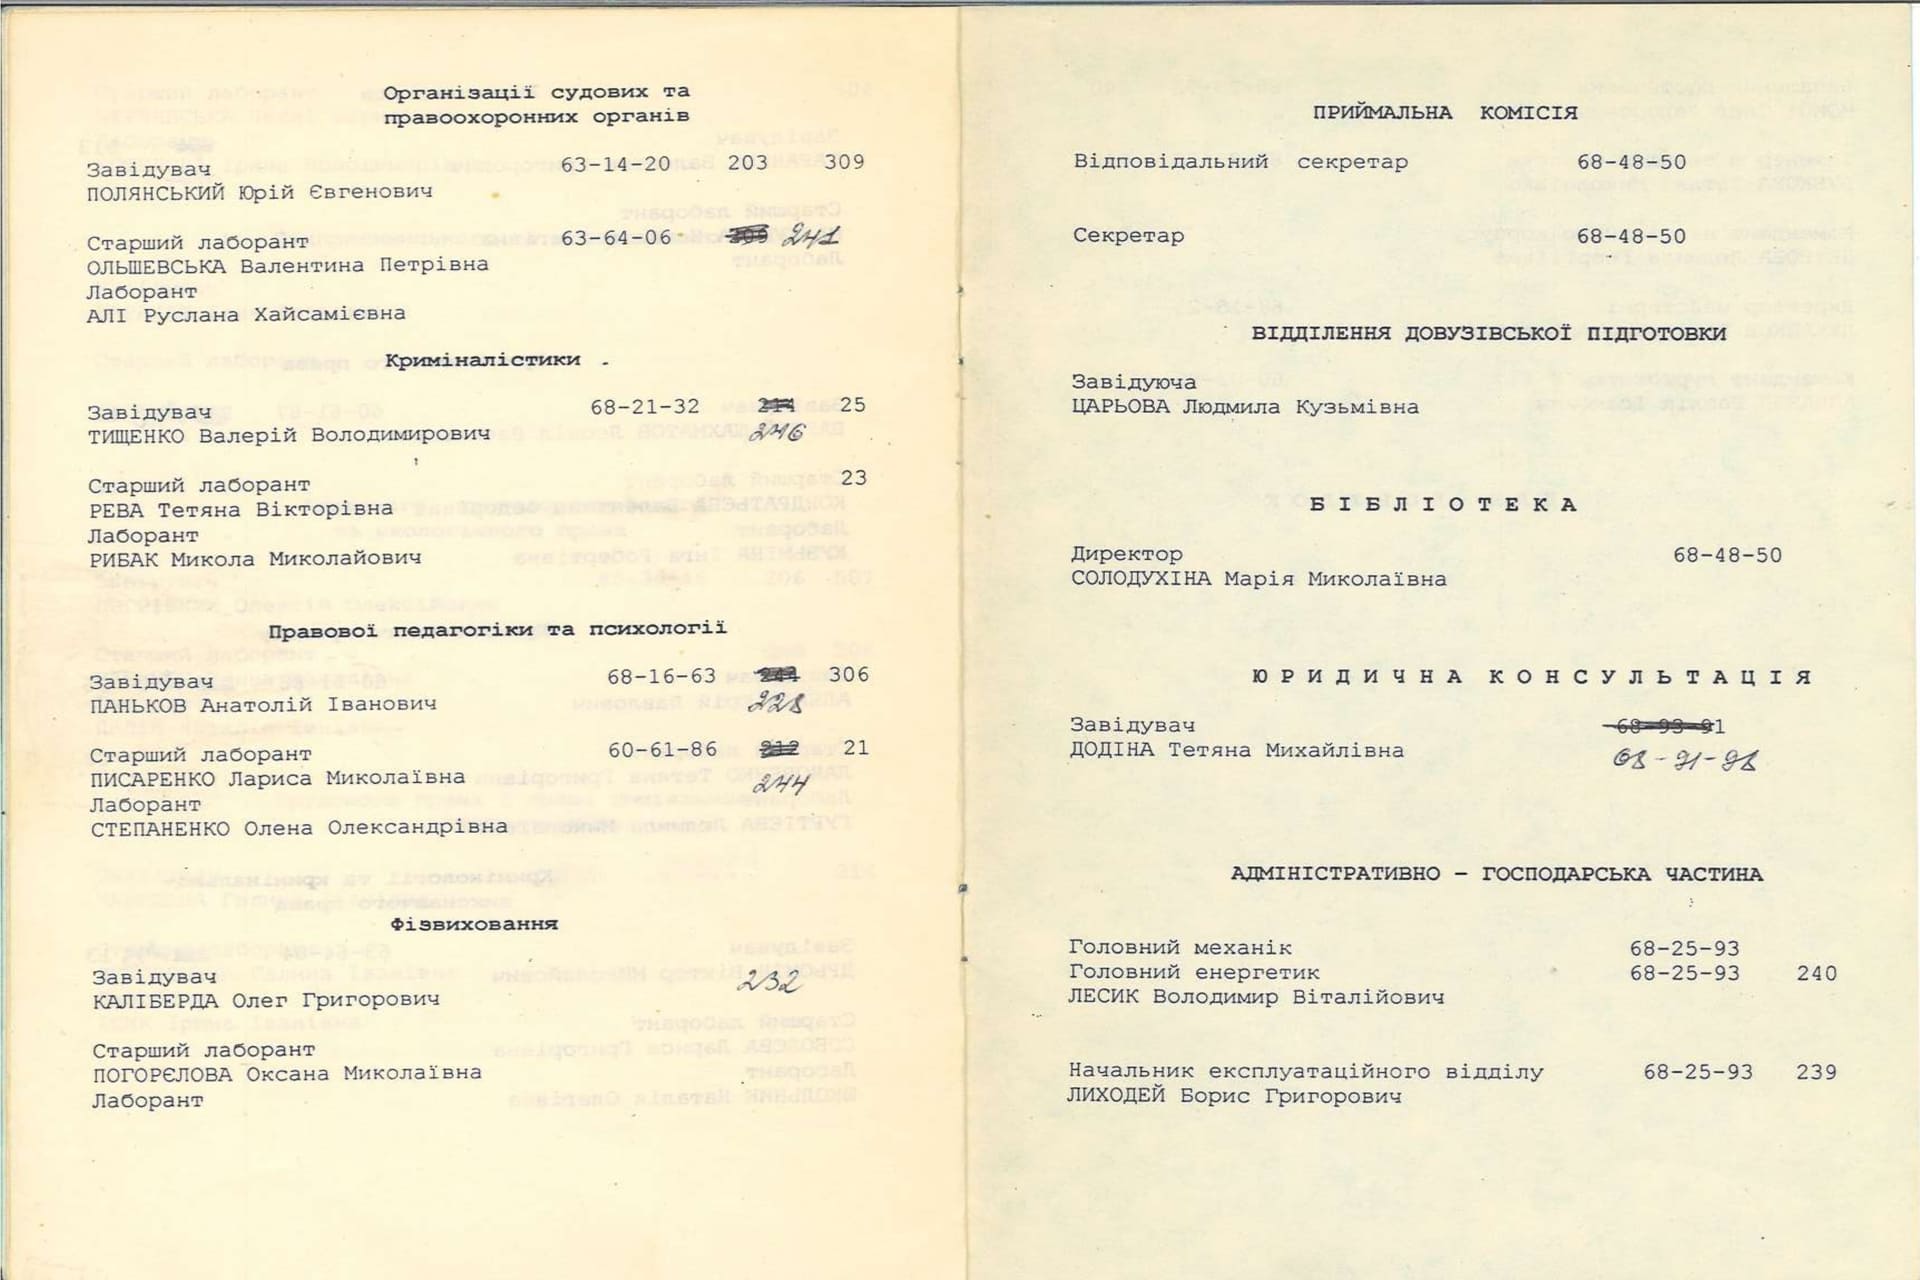 Організації судових та
правоохоронних органів
Завідувач 63-14-20 203 309
ПОЛЯНСЬКИЙ Юрій Євгенович
Старший лаборант 63-64-06 241
ОЛЬШЕВСЬКА Валентина Петрівна
Лаборант
АЛІ Руслана Хайсамієвна
Криміналістики
Завідувач 68-21-32 214 25
ТИЩЕНКО Валерій Володимирович 246
Старший лаборант 23
РЕВА Тетяна Вікторівна
Лаборант
РИБАК Микола Миколайович
Правової педагогіки та психології
Завідувач 68-16-63 306
ПАНЬКОВ Анатолій Іванович 228
Старший лаборант 60-61-86 212 21
ПИСАРЕНКО Лариса Миколаївна 244
Лаборант
СТЕПАНЕНКО Олена Олександрівна
Фізвиховання
Завідувач 232
КАЛІБЕРДА Олег Григорович
Старший лаборант
ПОГОРЄЛОВА Оксана Миколаївна
Лаборант
ПРИЙМАЛЬНА КОМІСІЯ
Відповідальний секретар 68-48-50
Секретар 68-48-50
ВІДДІЛЕННЯ ДОВУЗІВСЬКОЇ ПІДГОТОВКИ
Завідуюча
ЦАРЬОВА Людмила Кузьмівна
БІБЛІОТЕКА
Директор 68-48-50
СОЛОДУХІНА Марія Миколаївна
ЮРИДИЧНА КОНСУЛЬТАЦІЯ
Завідувач 68-93-91
ДОДІНА Тетяна Михайлівна 68-91-98
АДМІНІСТРАТИВНО – ГОСПОДАРСЬКА ЧАСТИНА
Головний механік 68-25-93
Головний енергетик 68-25-93 240
ЛЕСИК Володимир Віталійович
Начальник експлуатаційного відділу 68-25-93 239
ЛИХОДЕЙ Борис Григорович